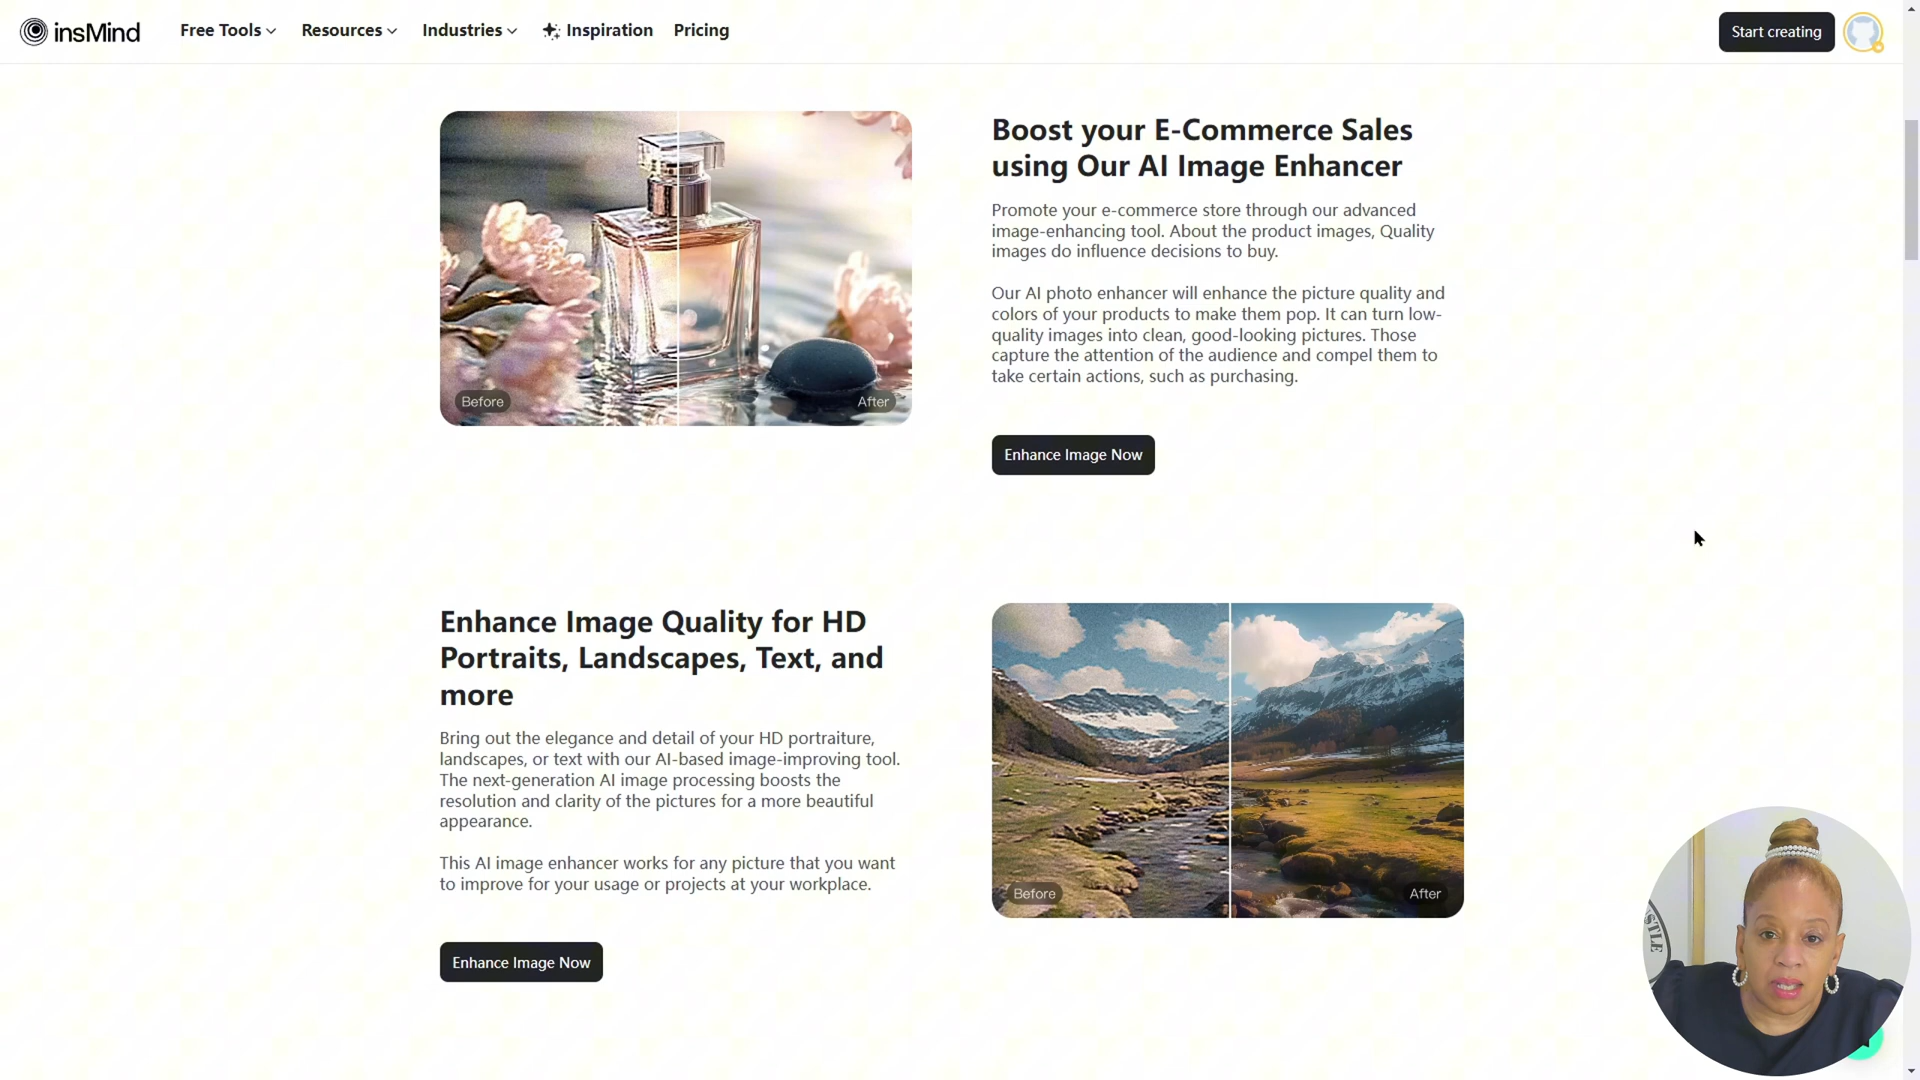 insMind
Free Tools
Resources
Industries
Inspiration
Pricing
Start creating
Boost your E-Commerce Sales
using Our AI Image Enhancer
Promote your e-commerce store through our advanced
image-enhancing tool. About the product images, Quality
images do influence decisions to buy.
Our AI photo enhancer will enhance the picture quality and
colors of your products to make them pop. It can turn low-
quality images into clean, good-looking pictures. Those
capture the attention of the audience and compel them to
take certain actions, such as purchasing.
Before
After
Enhance Image Now
Enhance Image Quality for HD
Portraits, Landscapes, Text, and
more
Bring out the elegance and detail of your HD portraiture,
landscapes, or text with our AI-based image-improving tool.
The next-generation AI image processing boosts the
resolution and clarity of the pictures for a more beautiful
appearance.
This AI image enhancer works for any picture that you want
to improve for your usage or projects at your workplace.
Before
After
Enhance Image Now